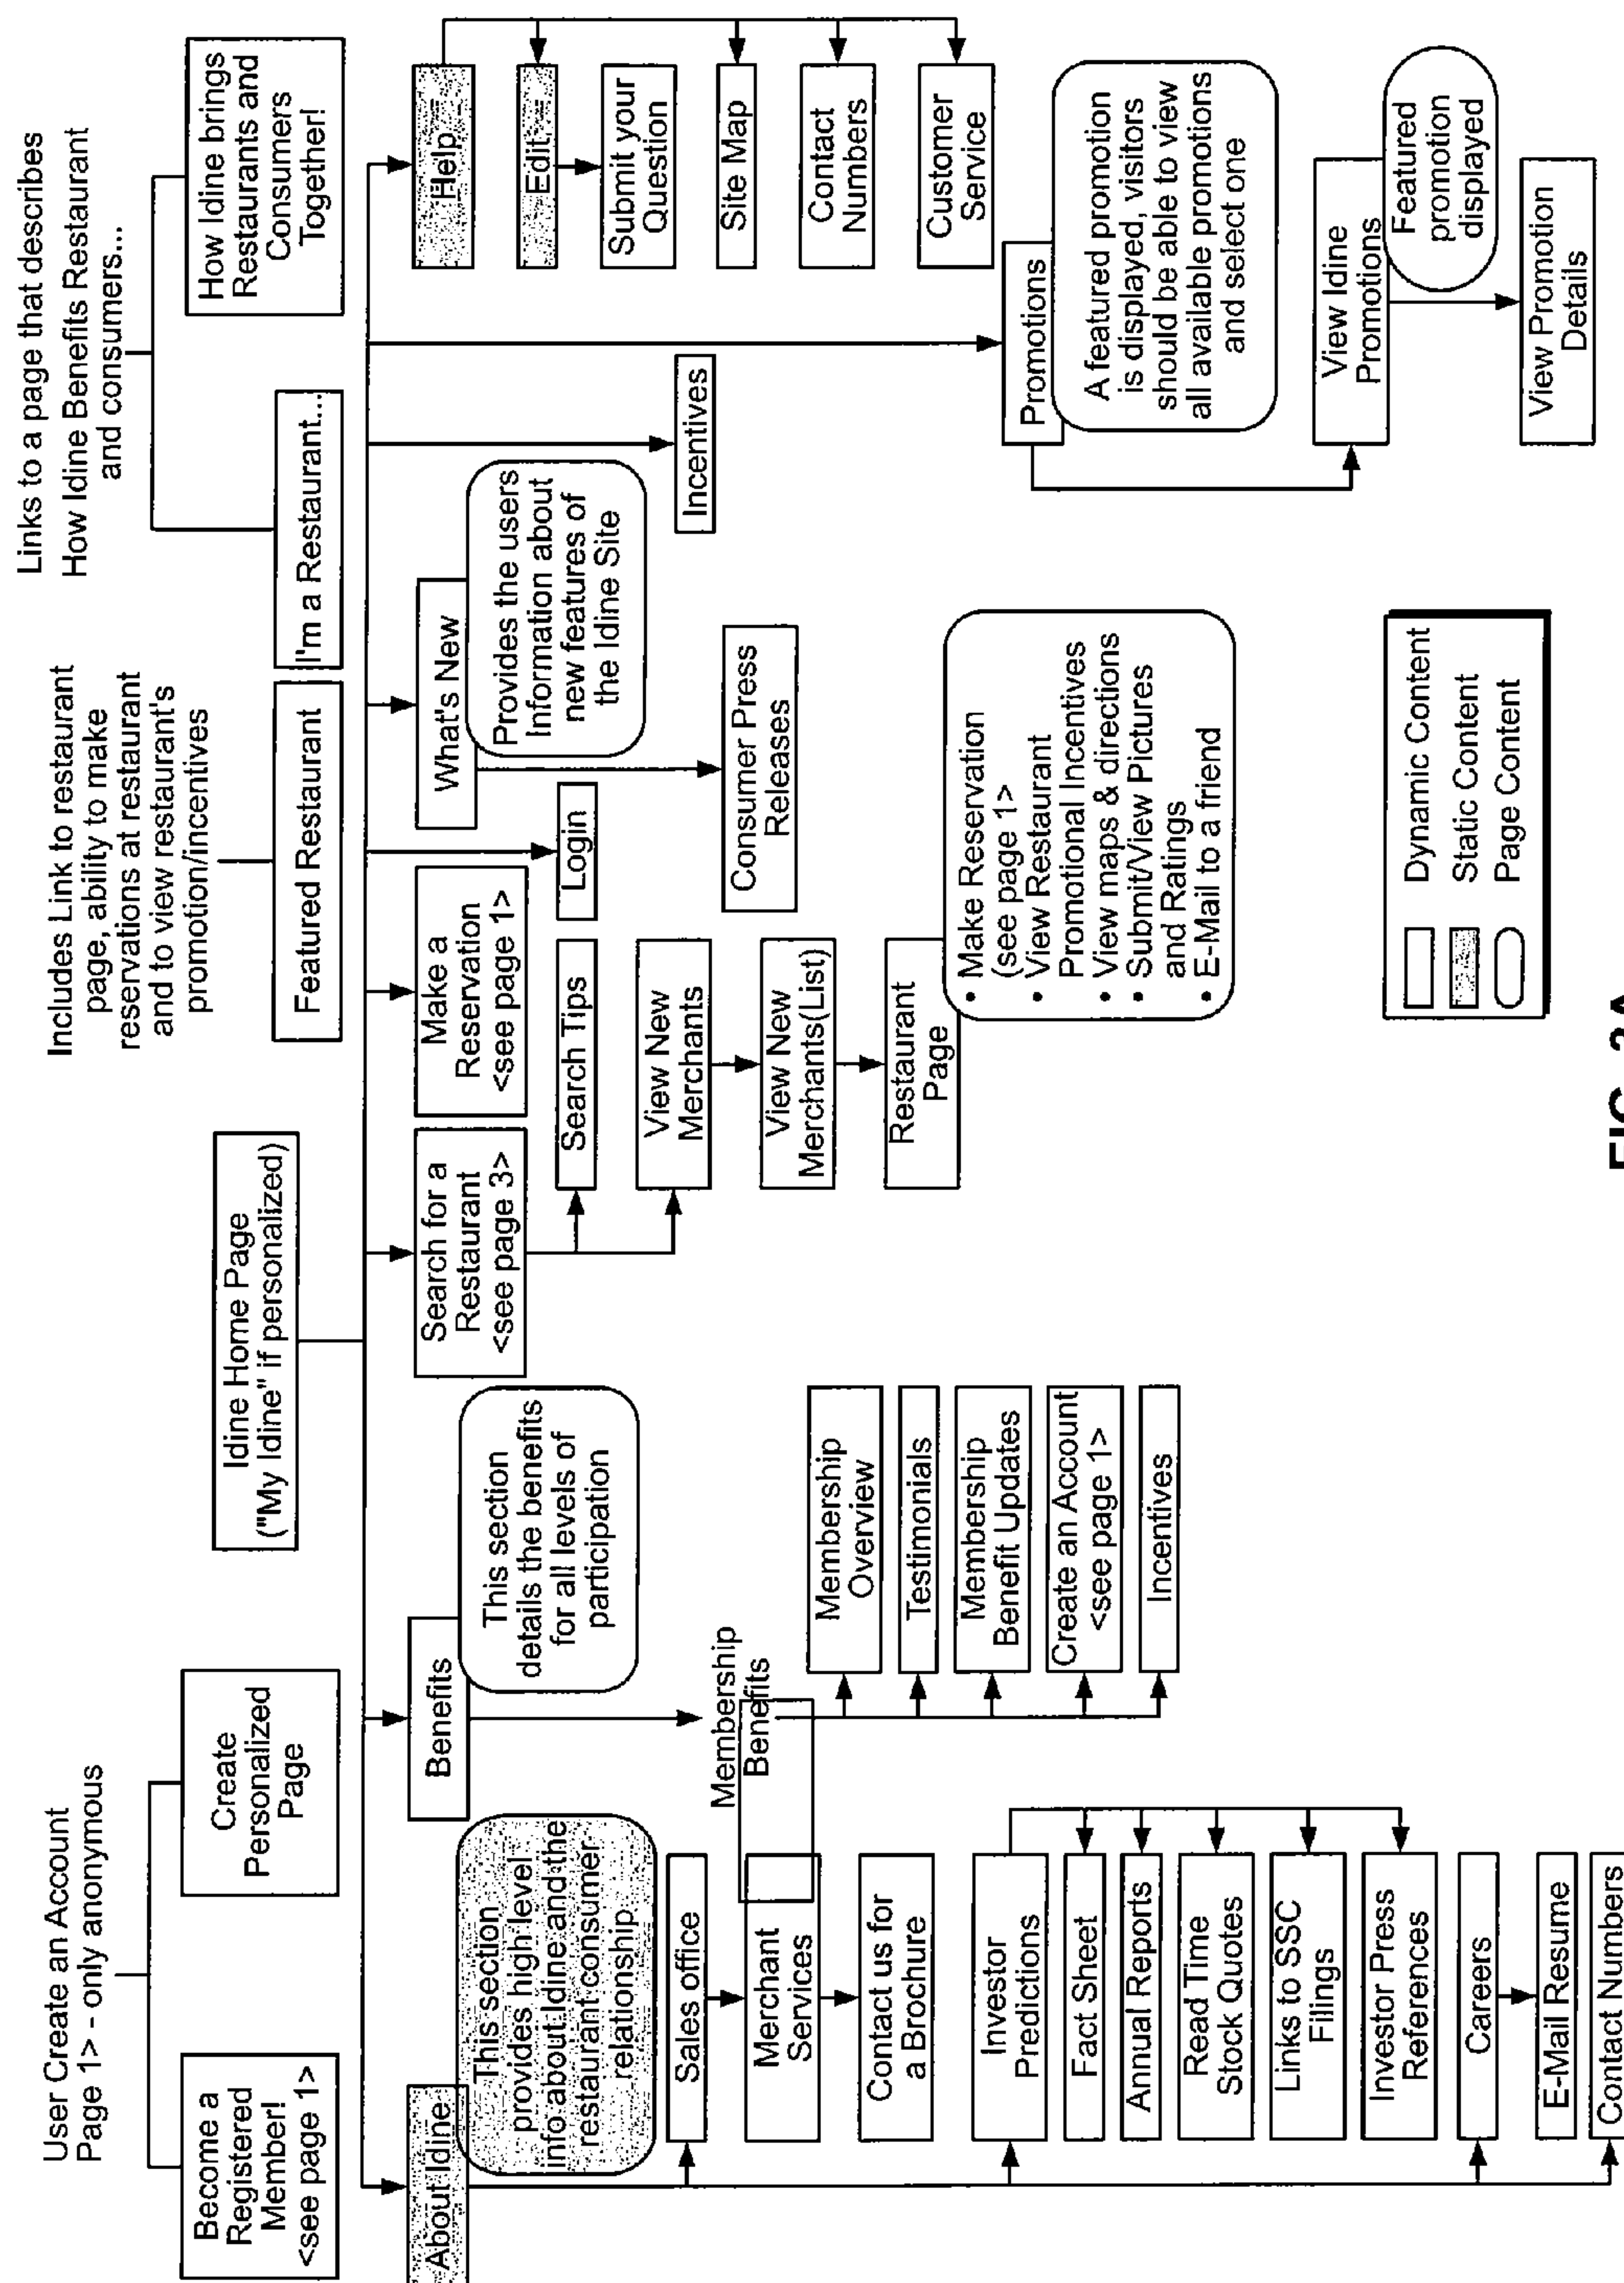 User Create an Account
Page 1> - only anonymous
Become a
Registered
Member!
<see page 1>
Create
Personalized
Page
Idine Home Page
("My Idine" if personalized)
Includes Link to restaurant
page, ability to make
reservations at restaurant
and to view restaurant's
promotion/incentives
Featured Restaurant
Links to a page that describes
How Idine Benefits Restaurant
and consumers...
I'm a Restaurant...
How Idine brings
Restaurants and
Consumers
Together!
About Idine
This section
provides high level
info about Idine and the
restaurant consumer
relationship
Sales office
Merchant
Services
Contact us for
a Brochure
Investor
Predictions
Fact Sheet
Annual Reports
Read Time
Stock Quotes
Links to SSC
Filings
Investor Press
References
Careers
E-Mail Resume
Contact Numbers
Benefits
This section
details the benefits
for all levels of
participation
Membership
Benefits
Membership
Overview
Testimonials
Membership
Benefit Updates
Create an Account
<see page 1>
Incentives
Search for a
Restaurant
<see page 3>
Search Tips
View New
Merchants
View New
Merchants(List)
Restaurant
Page
• Make Reservation
(see page 1>
• View Restaurant
Promotional Incentives
• View maps & directions
• Submit/View Pictures
and Ratings
• E-Mail to a friend
Make a
Reservation
<see page 1>
Login
What's New
Provides the users
Information about
new features of
the Idine Site
Consumer Press
Releases
Incentives
Promotions
A featured promotion
is displayed, visitors
should be able to view
all available promotions
and select one
View Idine
Promotions
Featured
promotion
displayed
View Promotion
Details
Help
Edit
Submit your
Question
Site Map
Contact
Numbers
Customer
Service
Dynamic Content
Static Content
Page Content